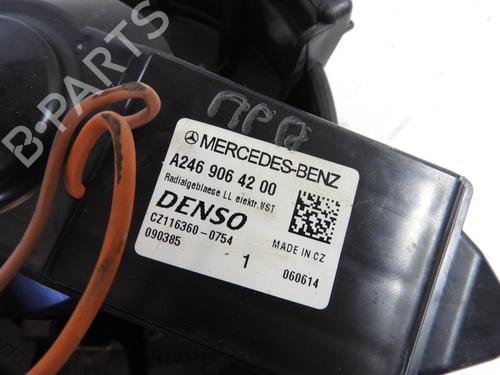 B-PARTS
MERCEDES-BENZ
A246 906 42 00
Radialgeblaese LL elektr. VST
DENSO
CZ116360-0754
MADE IN CZ
090385
1
060614